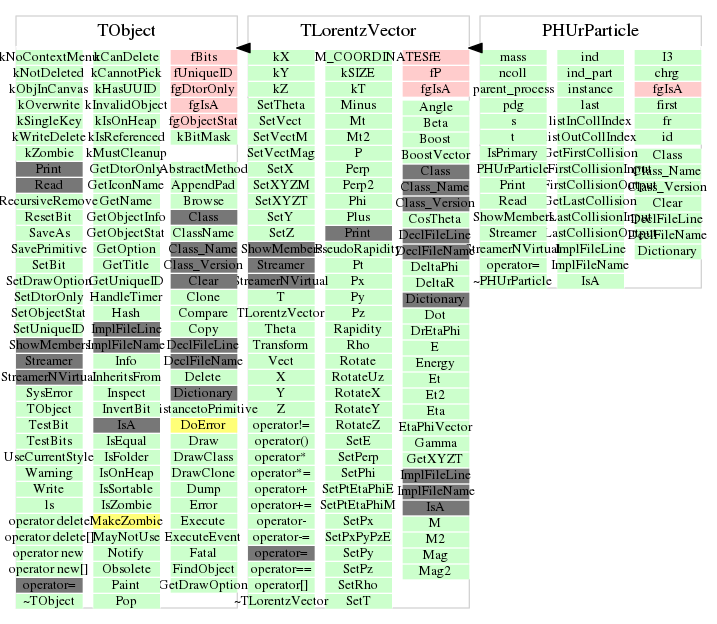 TObject
kNoContextMenu
kNotDeleted
kObjInCanvas
kOverwrite
kSingleKey
kWriteDelete
kZombie
Print
Read
RecursiveRemove
ResetBit
SaveAs
SavePrimitive
SetBit
SetDrawOption
SetDtorOnly
SetObjectStat
SetUniqueID
ShowMembers
Streamer
StreamerNVirtual
SysError
TObject
TestBit
TestBits
UseCurrentStyle
Warning
Write
ls
operator delete
operator delete[]
operator new
operator new[]
operator=
~TObject
kCanDelete
kCannotPick
kHasUUID
kInvalidObject
kIsOnHeap
kIsReferenced
kMustCleanup
GetDtorOnly
GetIconName
GetName
GetObjectInfo
GetObjectStat
GetOption
GetTitle
GetUniqueID
HandleTimer
Hash
ImplFileLine
ImplFileName
Info
InheritsFrom
Inspect
InvertBit
IsA
IsEqual
IsFolder
IsOnHeap
IsSortable
IsZombie
MakeZombie
MayNotUse
Notify
Obsolete
Paint
Pop
fBits
fUniqueID
fgDtorOnly
fgIsA
fgObjectStat
kBitMask
AbstractMethod
AppendPad
Browse
Class
ClassName
Class_Name
Class_Version
Clear
Clone
Compare
Copy
DeclFileLine
DeclFileName
Delete
Dictionary
istancetoPrimitive
DoError
Draw
DrawClass
DrawClone
Dump
Error
Execute
ExecuteEvent
Fatal
FindObject
GetDrawOption
TLorentzVector
kX
kY
kZ
SetTheta
SetVect
SetVectM
SetVectMag
SetX
SetXYZM
SetXYZT
SetY
SetZ
ShowMembers
Streamer
StreamerNVirtual
T
TLorentzVector
Theta
Transform
Vect
X
Y
Z
operator!=
operator()
operator*
operator*=
operator+
operator+=
operator-
operator-=
operator=
operator==
operator[]
~TLorentzVector
M_COORDINATES
kSIZE
kT
Minus
Mt
Mt2
P
Perp
Perp2
Phi
Plus
Print
PseudoRapidity
Pt
Px
Py
Pz
Rapidity
Rho
Rotate
RotateUz
RotateX
RotateY
RotateZ
SetE
SetPerp
SetPhi
SetPtEtaPhiE
SetPtEtaPhiM
SetPx
SetPxPyPzE
SetPy
SetPz
SetRho
SetT
fE
fP
fgIsA
Angle
Beta
Boost
BoostVector
Class
Class_Name
Class_Version
CosTheta
DeclFileLine
DeclFileName
DeltaPhi
DeltaR
Dictionary
Dot
DrEtaPhi
E
Energy
Et
Et2
Eta
EtaPhiVector
Gamma
GetXYZT
ImplFileLine
ImplFileName
IsA
M
M2
Mag
Mag2
PHUrParticle
mass
ncoll
parent_process
pdg
s
t
IsPrimary
PHUrParticle
Print
Read
ShowMembers
Streamer
StreamerNVirtual
operator=
~PHUrParticle
ind
ind_part
instance
last
listInCollIndex
listOutCollIndex
GetFirstCollision
FirstCollisionOutp
GetLastCollision
LastCollisionInput
ImplFileLine
ImplFileName
IsA
I3
chrg
fgIsA
first
fr
id
Class
Class_Name
Class_Version
Clear
DeclFileLine
DeclFileName
Dictionary